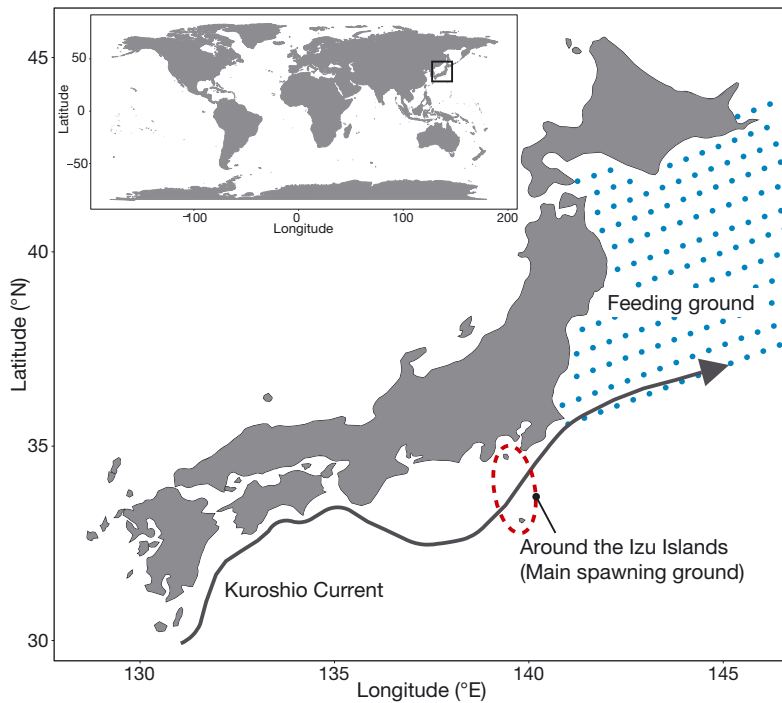 45
40
35
30
Latitude (°N)
130
135
140
145
Longitude (°E)
50
0
−50
Latitude
−100
0
100
200
Longitude
Feeding ground
Around the Izu Islands
(Main spawning ground)
Kuroshio Current